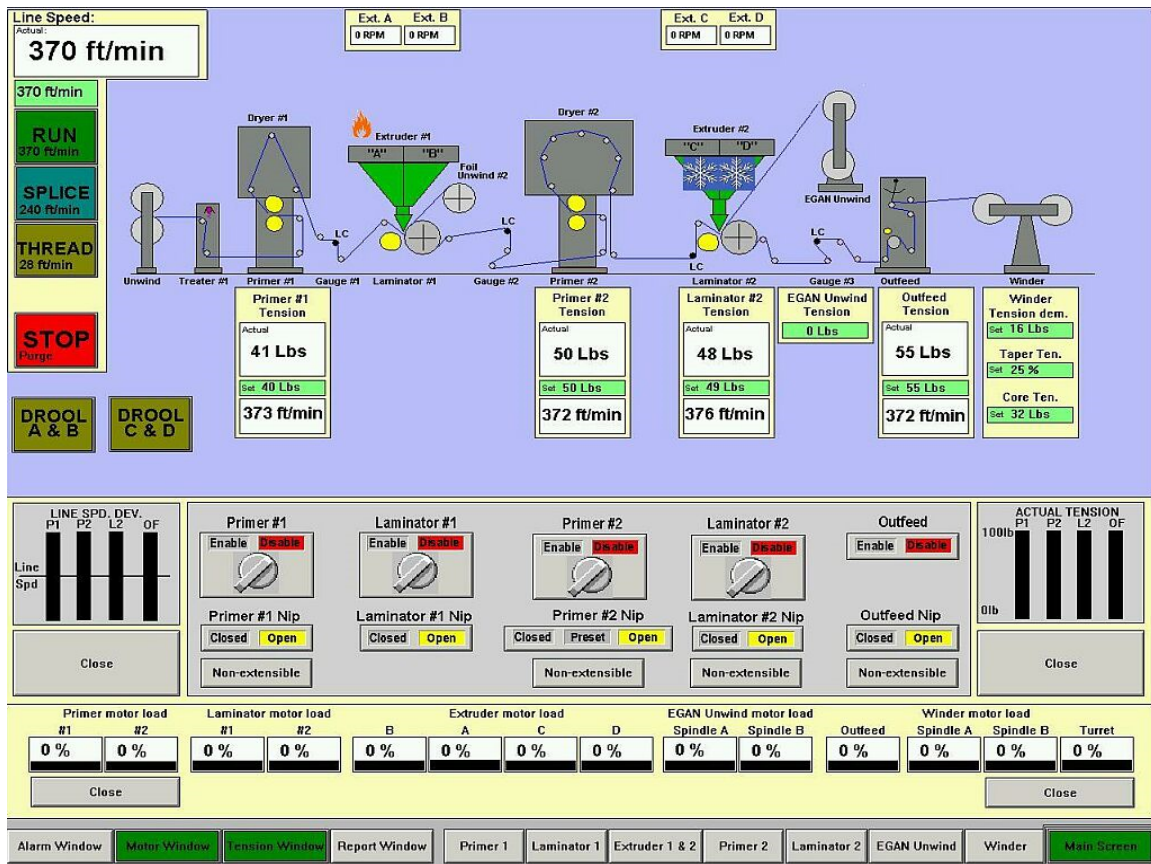 Line Speed:
Actual:
370 ft/min
370 ft/min
RUN
370 ft/min
SPLICE
240 ft/min
THREAD
28 ft/min
STOP
Purge
DROOL
A & B
DROOL
C & D
Ext. A Ext. B
0 RPM 0 RPM
Ext. C Ext. D
0 RPM 0 RPM
Dryer #1
Extruder #1
"A" "B"
Foil
Unwind #2
Dryer #2
Extruder #2
"C" "D"
EGAN Unwind
LC
LC
LC
LC
Unwind Treater #1 Primer #1 Gauge #1 Laminator #1 Gauge #2 Primer #2 Laminator #2 Gauge #3 Outfeed Winder
Primer #1
Tension
Actual
41 Lbs
Set 40 Lbs
373 ft/min
Primer #2
Tension
Actual
50 Lbs
Set 50 Lbs
372 ft/min
Laminator #2
Tension
Actual
48 Lbs
Set 49 Lbs
376 ft/min
EGAN Unwind
Tension
0 Lbs
Outfeed
Tension
Actual
55 Lbs
Set 55 Lbs
372 ft/min
Winder
Tension dem.
Set 16 Lbs
Taper Ten.
Set 25 %
Core Ten.
Set 32 Lbs
LINE SPD. DEV.
P1 P2 L2 OF
Line
Spd
Close
Primer #1
Enable Disable
Primer #1 Nip
Closed Open
Non-extensible
Laminator #1
Enable Disable
Laminator #1 Nip
Closed Open
Primer #2
Enable Disable
Primer #2 Nip
Closed Preset Open
Non-extensible
Laminator #2
Enable Disable
Laminator #2 Nip
Closed Open
Non-extensible
Outfeed
Enable Disable
Outfeed Nip
Closed Open
Non-extensible
ACTUAL TENSION
P1 P2 L2 OF
100lb
0lb
Close
Primer motor load Laminator motor load Extruder motor load EGAN Unwind motor load Winder motor load
#1 #2 #1 #2 B A C D Spindle A Spindle B Outfeed Spindle A Spindle B Turret
0 % 0 % 0 % 0 % 0 % 0 % 0 % 0 % 0 % 0 % 0 % 0 % 0 % 0 %
Close Close
Alarm Window Motor Window Tension Window Report Window Primer 1 Laminator 1 Extruder 1 & 2 Primer 2 Laminator 2 EGAN Unwind Winder Main Screen